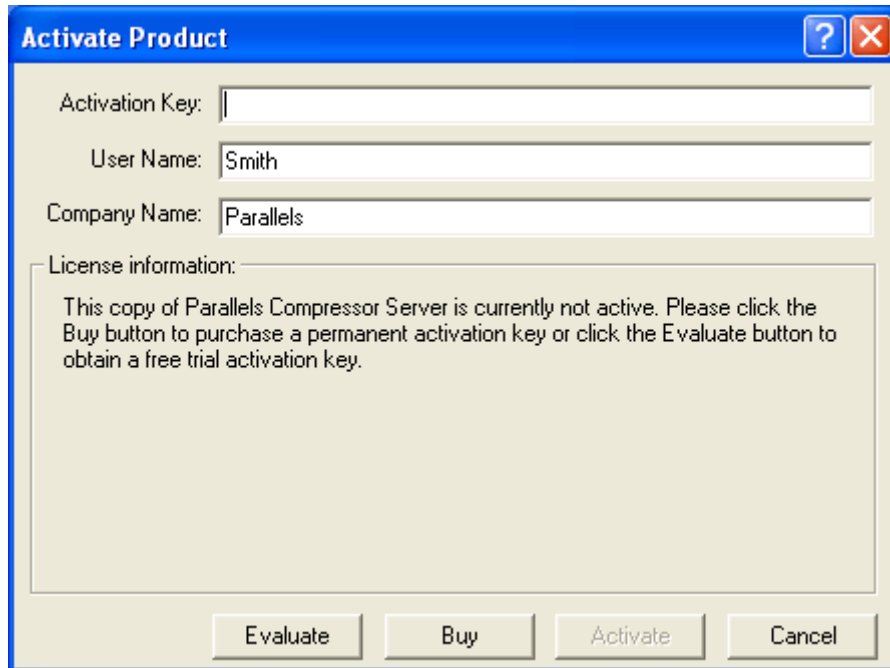 Activate Product
Activation Key:
User Name: Smith
Company Name: Parallels
License information:
This copy of Parallels Compressor Server is currently not active. Please click the
Buy button to purchase a permanent activation key or click the Evaluate button to
obtain a free trial activation key.
Evaluate Buy Activate Cancel